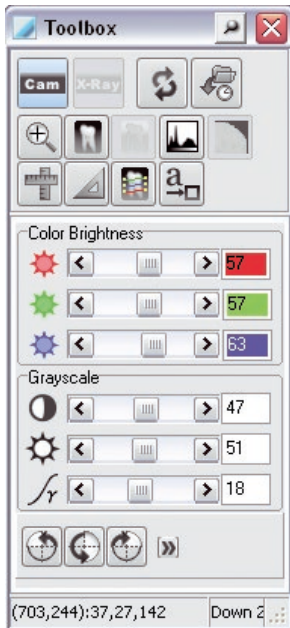 Toolbox
Cam X-Ray
a
Color Brightness
57
57
63
Grayscale
47
51
γ 18
(703,244):37,27,142 Down 2